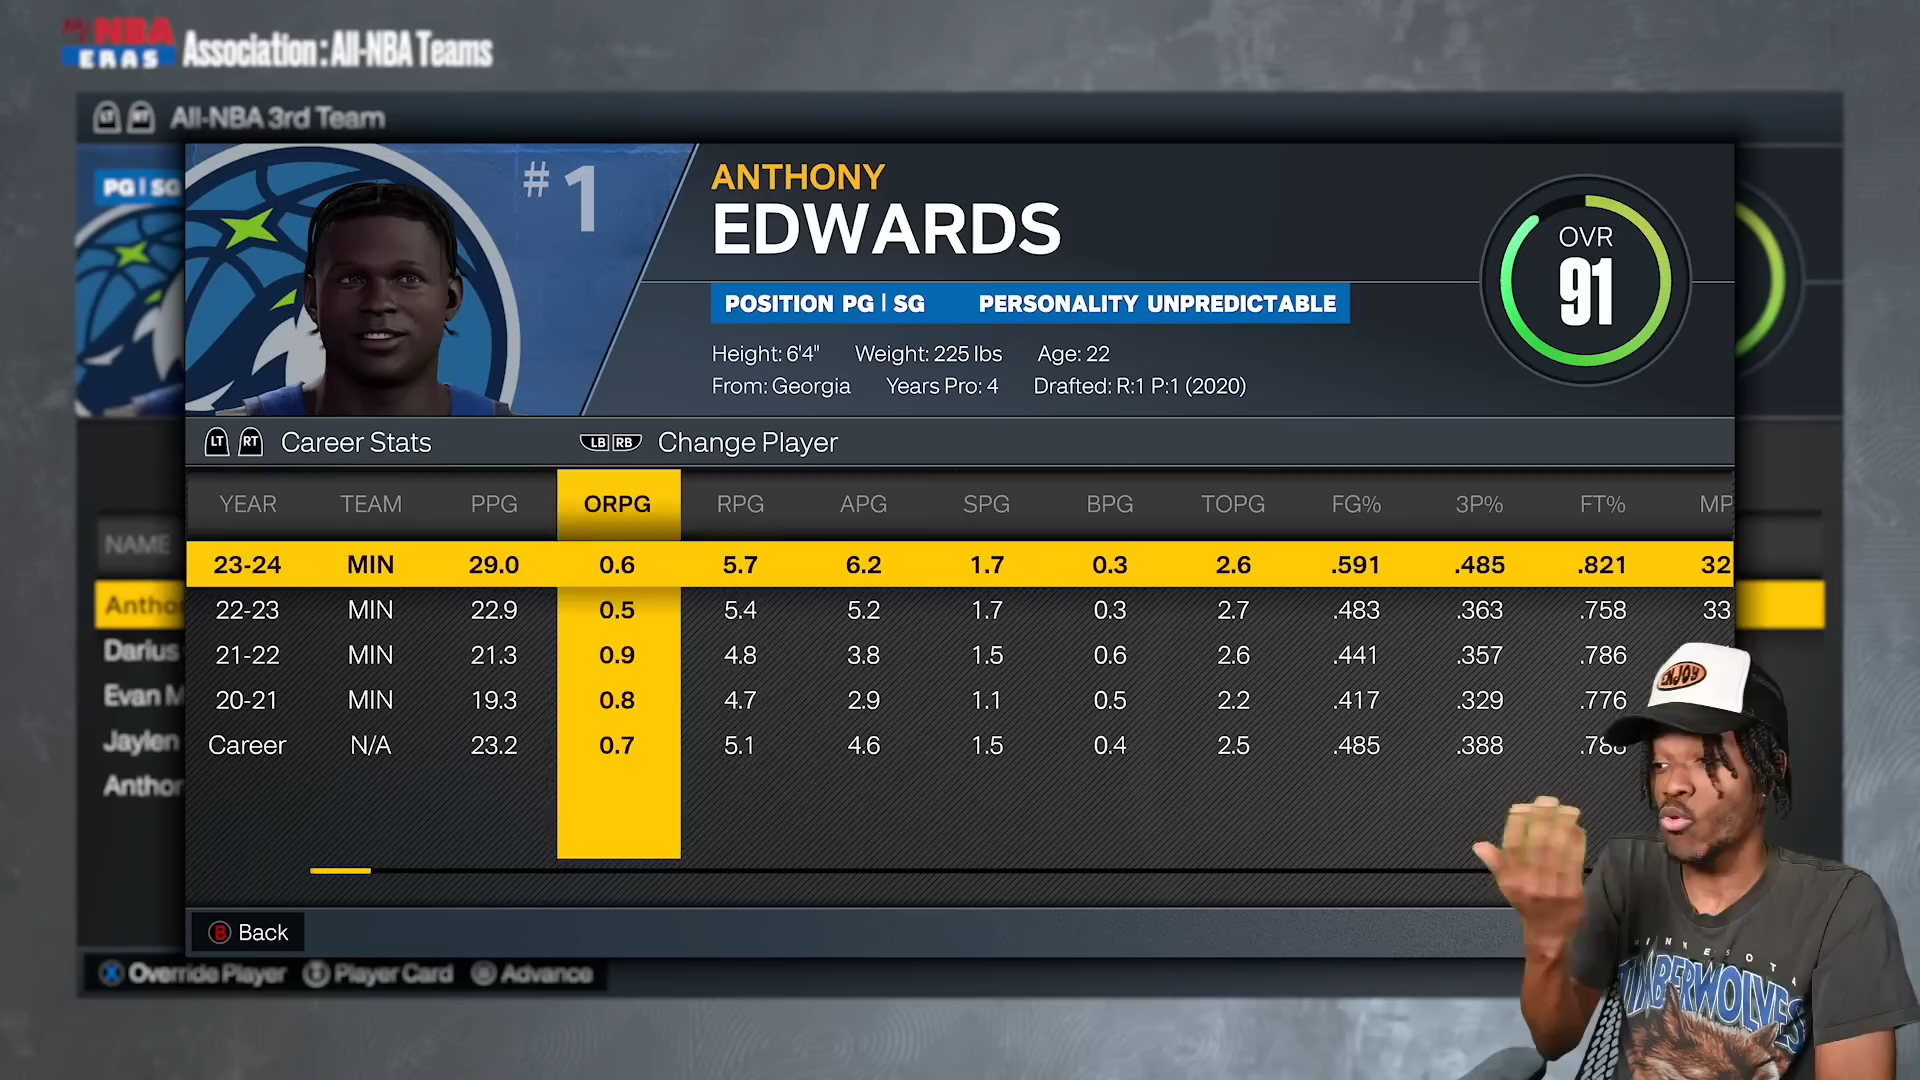 My NBA ERAS Association : All-NBA Teams
LT RT All-NBA 3rd Team
PG | SG
#1
ANTHONY
EDWARDS
OVR
91
POSITION PG | SG PERSONALITY UNPREDICTABLE
Height: 6'4" Weight: 225 lbs Age: 22
From: Georgia Years Pro: 4 Drafted: R:1 P:1 (2020)
LT RT Career Stats LB RB Change Player
YEAR TEAM PPG ORPG RPG APG SPG BPG TOPG FG% 3P% FT% MP
23-24 MIN 29.0 0.6 5.7 6.2 1.7 0.3 2.6 .591 .485 .821 32
22-23 MIN 22.9 0.5 5.4 5.2 1.7 0.3 2.7 .483 .363 .758 33
21-22 MIN 21.3 0.9 4.8 3.8 1.5 0.6 2.6 .441 .357 .786
20-21 MIN 19.3 0.8 4.7 2.9 1.1 0.5 2.2 .417 .329 .776
Career N/A 23.2 0.7 5.1 4.6 1.5 0.4 2.5 .485 .388
NAME
Antho
Darius
Evan M
Jaylen
Anthon
B Back
X Override Player Player Card Advance
ENJOY
MINNESOTA
TIMBERWOLVES